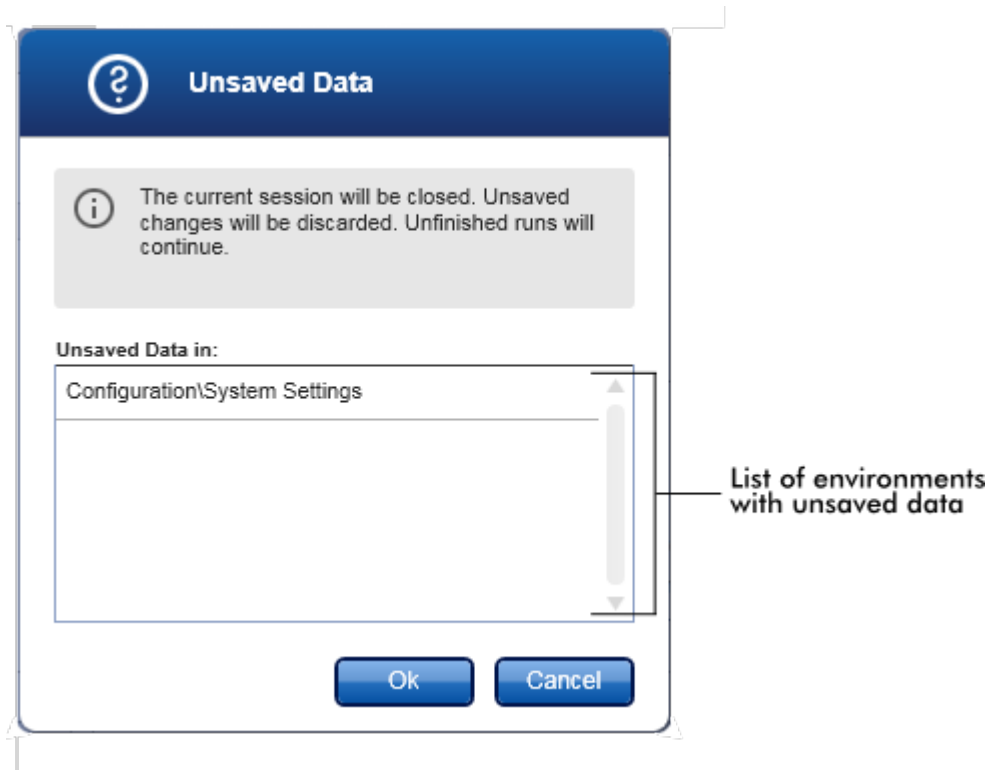 Unsaved Data
The current session will be closed. Unsaved
changes will be discarded. Unfinished runs will
continue.
Unsaved Data in:
Configuration\System Settings
List of environments
with unsaved data
Ok
Cancel